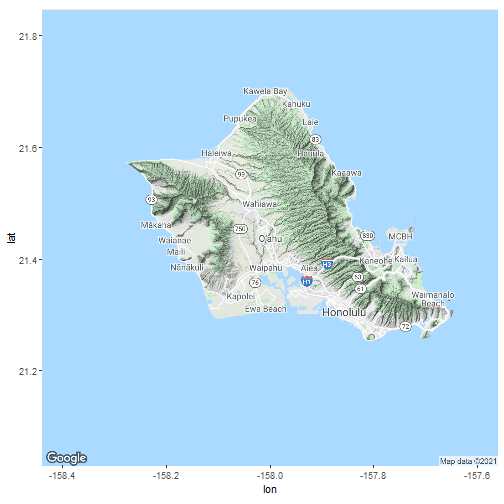 21.8
21.6
21.4
21.2
lat
Kawela Bay
Kahuku
Pupukea
Laie
83
Haleiwa
Hauula
99
Kaaawa
93
Wahiawa
Makaha
750
Oʻahu
830
MCBH
Waianae
Maili
Kaneohe
Kailua
Nānākuli
Waipahu
Aiea
H3
63
76
H1
61
Kapolei
Waimanalo
Beach
Ewa Beach
Honolulu
72
Google
Map data ©2021
-158.4
-158.2
-158.0
-157.8
-157.6
lon